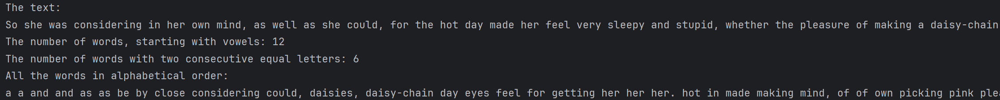 The text:
So she was considering in her own mind, as well as she could, for the hot day made her feel very sleepy and stupid, whether the pleasure of making a daisy-chain
The number of words, starting with vowels: 12
The number of words with two consecutive equal letters: 6
All the words in alphabetical order:
a a and and as as be by close considering could, daisies, daisy-chain day eyes feel for getting her her her. hot in made making mind, of of own picking pink